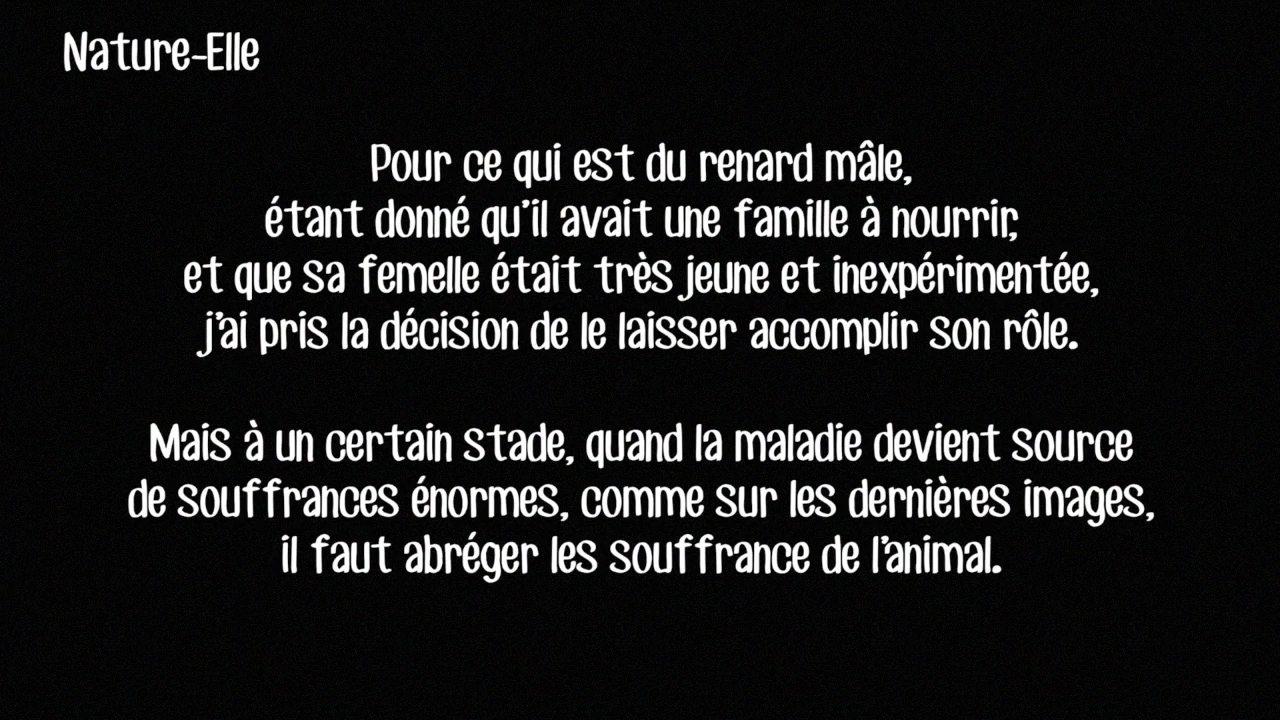 Nature-Elle
Pour ce qui est du renard mâle,
étant donné qu'il avait une famille à nourrir,
et que sa femelle était très jeune et inexpérimentée,
j'ai pris la décision de le laisser accomplir son rôle.
Mais à un certain stade, quand la maladie devient source
de souffrances énormes, comme sur les dernières images,
il faut abréger les souffrance de l'animal.